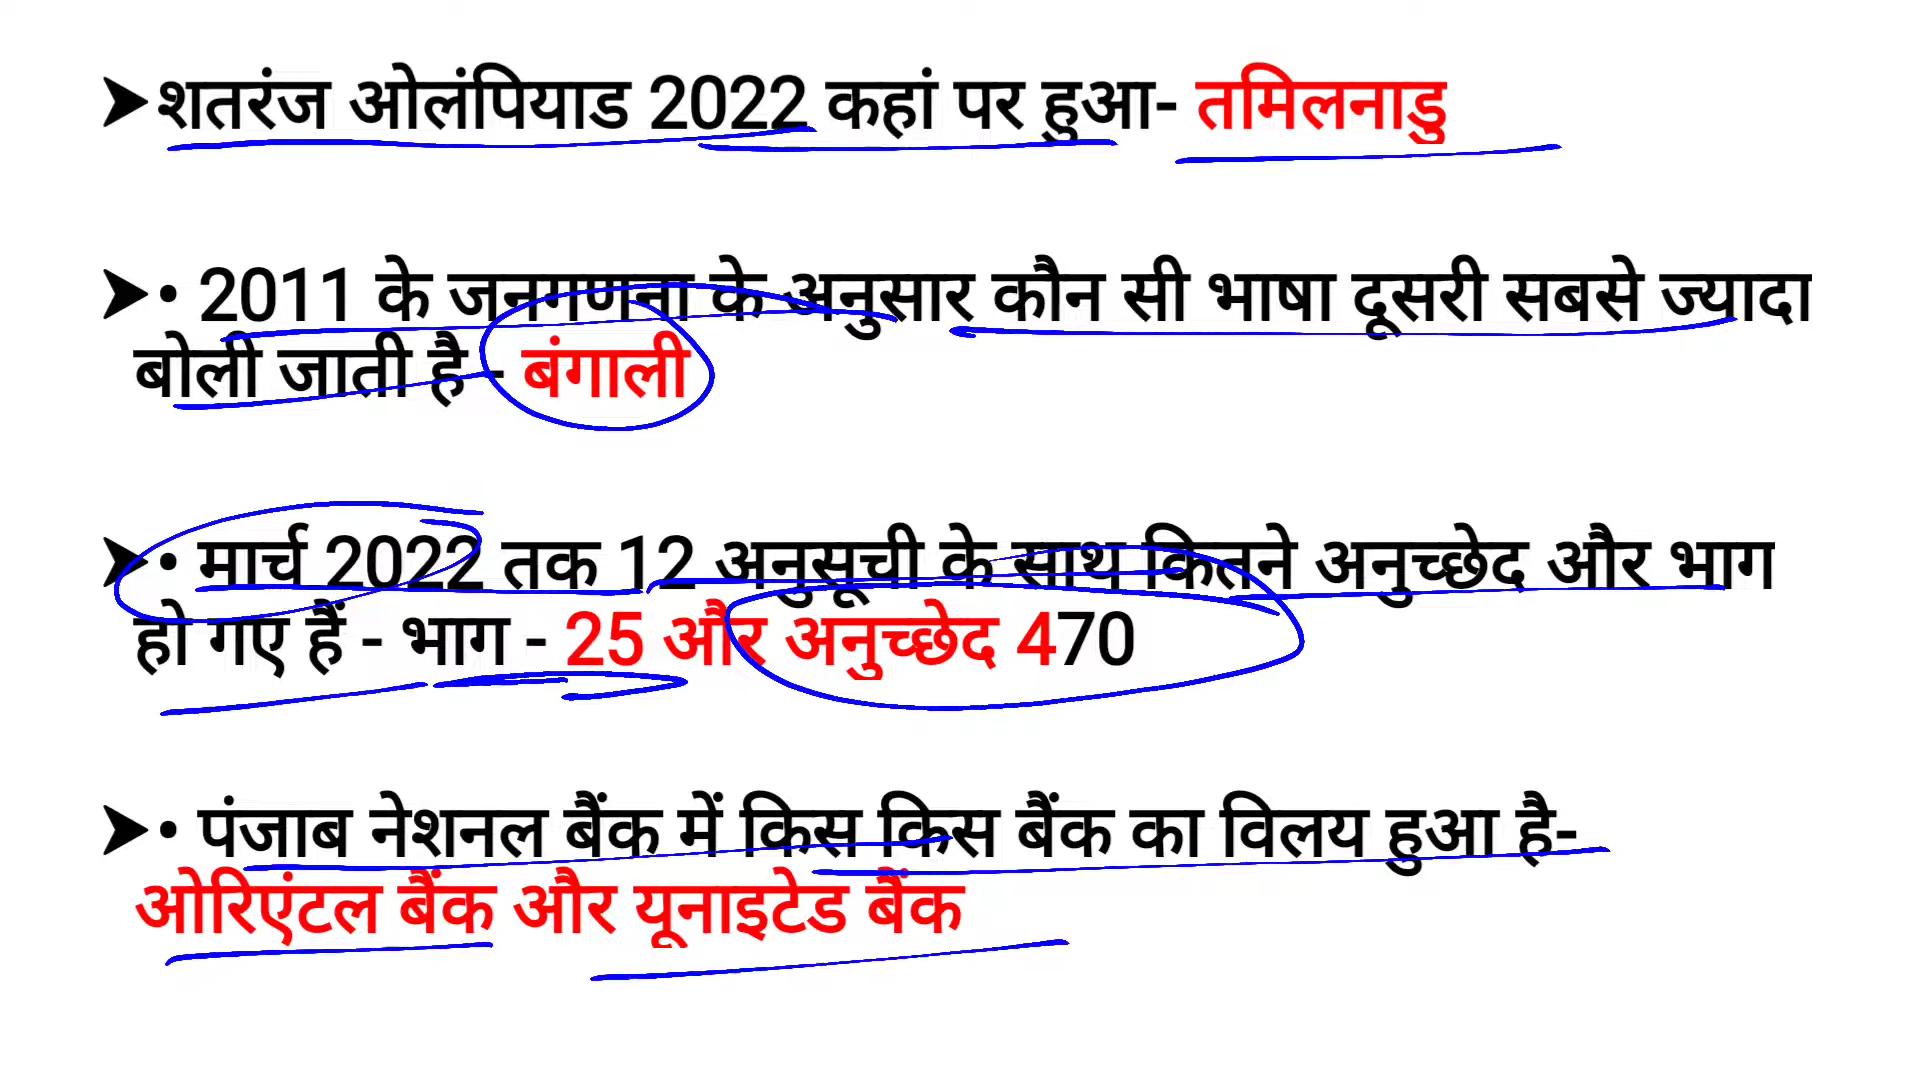 ➤शतरंज ओलंपियाड 2022 कहां पर हुआ- तमिलनाडु
➤• 2011 के जनगणना के अनुसार कौन सी भाषा दूसरी सबसे ज्यादा
बोली जाती है - बंगाली
➤• मार्च 2022 तक 12 अनुसूची के साथ कितने अनुच्छेद और भाग
हो गए हैं - भाग - 25 और अनुच्छेद 470
➤• पंजाब नेशनल बैंक में किस किस बैंक का विलय हुआ है-
ओरिएंटल बैंक और यूनाइटेड बैंक